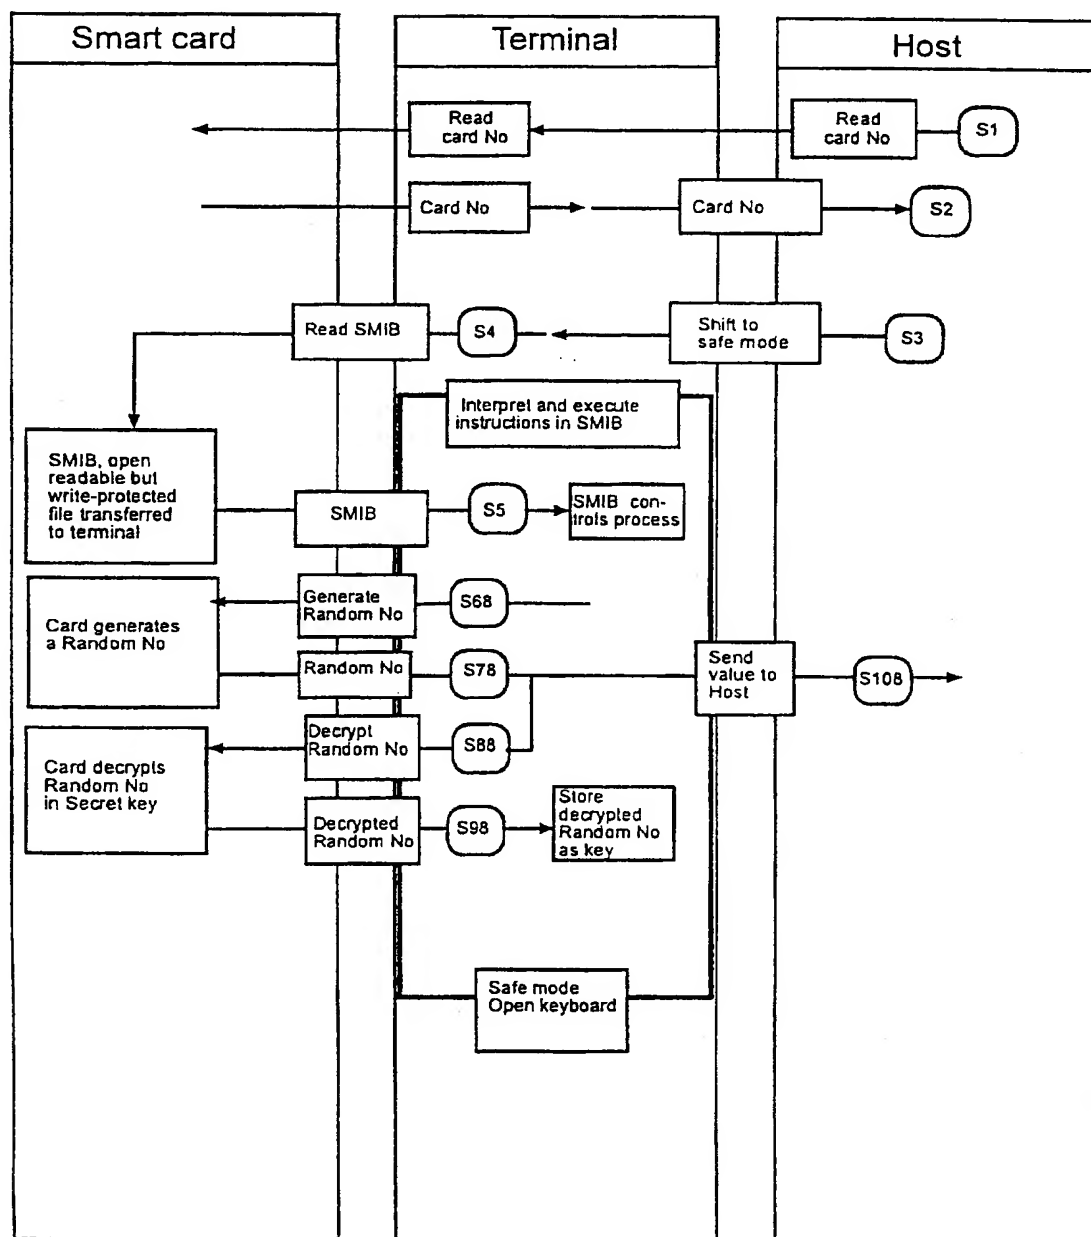 Smart card
Terminal
Host
Read
card No
Read
card No
S1
Card No
Card No
S2
Read SMIB
S4
Shift to
safe mode
S3
Interpret and execute
instructions in SMIB
SMIB, open
readable but
write-protected
file transferred
to terminal
SMIB
S5
SMIB con-
trols process
Generate
Random No
S68
Card generates
a Random No
Random No
S78
Send
value to
Host
S108
Decrypt
Random No
S88
Card decrypts
Random No
in Secret key
Decrypted
Random No
S98
Store
decrypted
Random No
as key
Safe mode
Open keyboard